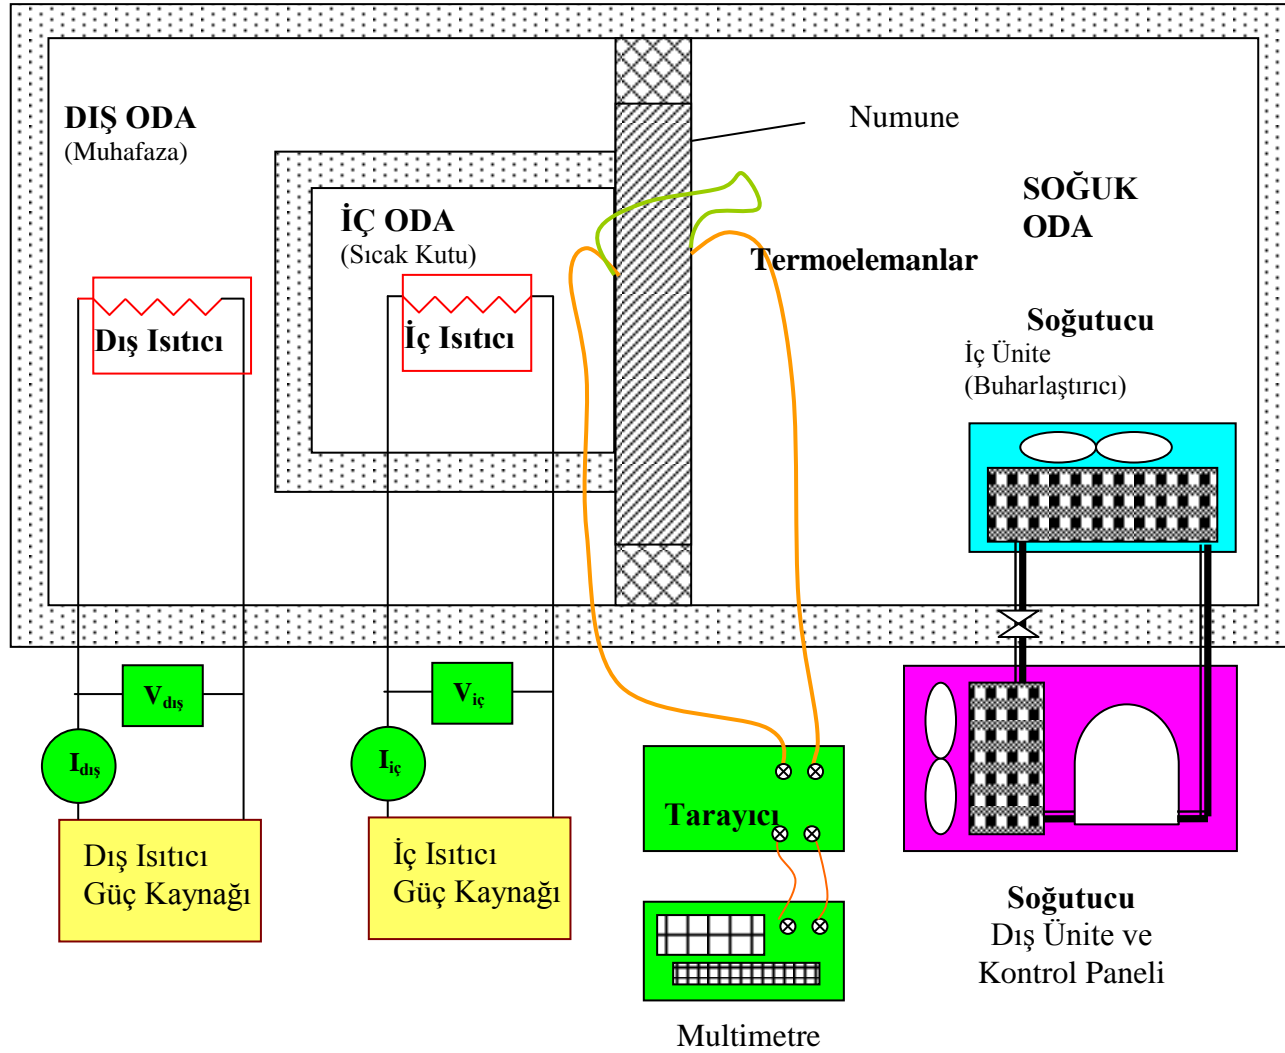 DIŞ ODA
(Muhafaza)
İÇ ODA
(Sıcak Kutu)
Numune
SOĞUK
ODA
Termoelemanlar
Dış Isıtıcı
İç Isıtıcı
Soğutucu
İç Ünite
(Buharlaştırıcı)
Vdış
Viç
Idış
Iiç
Tarayıcı
Dış Isıtıcı
Güç Kaynağı
İç Isıtıcı
Güç Kaynağı
Soğutucu
Dış Ünite ve
Kontrol Paneli
Multimetre